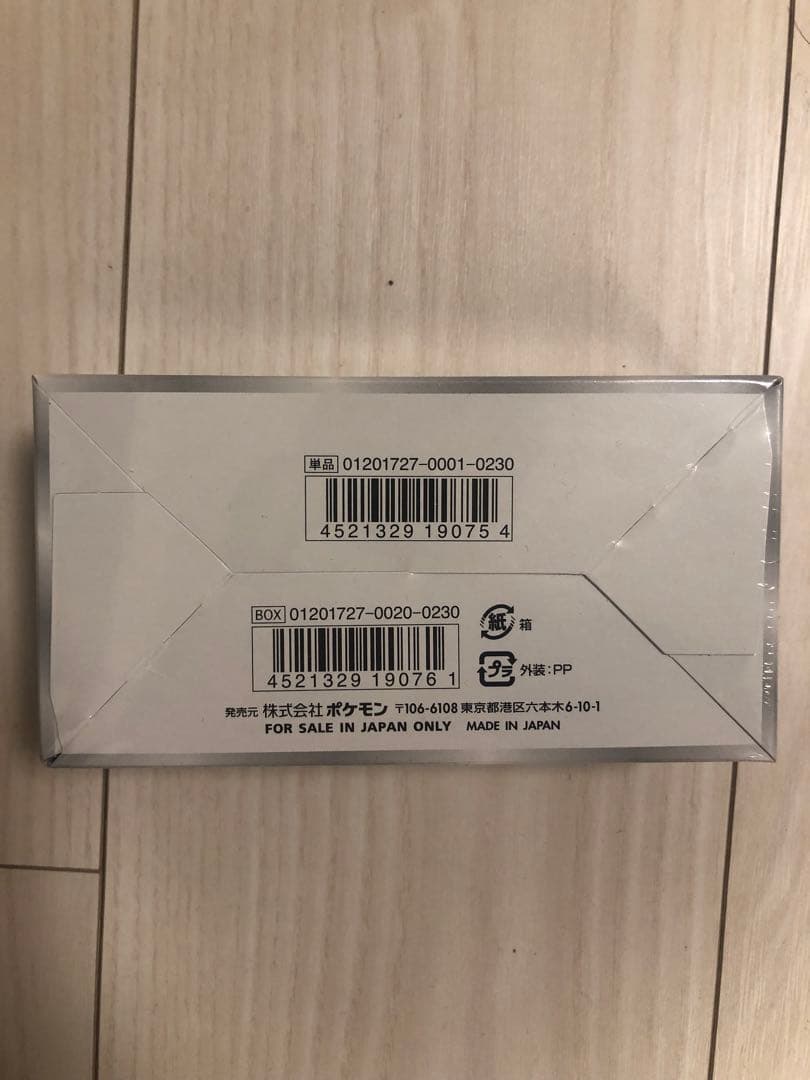 単品 01201727-0001-0230
4521329 19075 4
BOX 01201727-0020-0230
4521329 19076 1
紙 箱
プラ 外装:PP
発売元 株式会社 ポケモン 〒106-6108 東京都港区六本木6-10-1
FOR SALE IN JAPAN ONLY MADE IN JAPAN